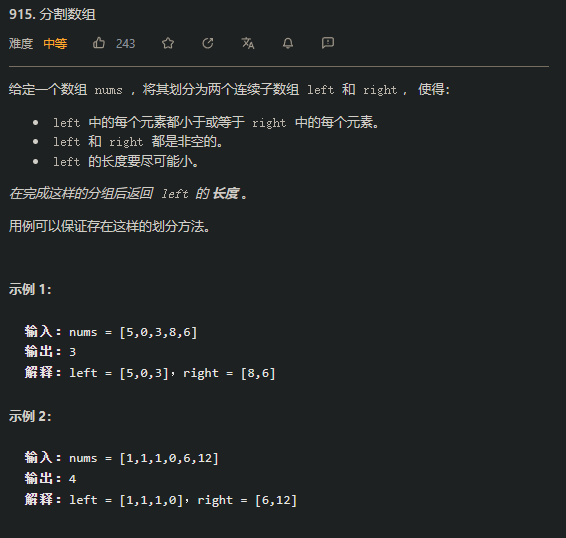 915. 分割数组
难度 中等 243
给定一个数组 nums ，将其划分为两个连续子数组 left 和 right， 使得：
left 中的每个元素都小于或等于 right 中的每个元素。
left 和 right 都是非空的。
left 的长度要尽可能小。
在完成这样的分组后返回 left 的 长度 。
用例可以保证存在这样的划分方法。
示例 1：
输入：nums = [5,0,3,8,6]
输出：3
解释：left = [5,0,3]，right = [8,6]
示例 2：
输入：nums = [1,1,1,0,6,12]
输出：4
解释：left = [1,1,1,0]，right = [6,12]